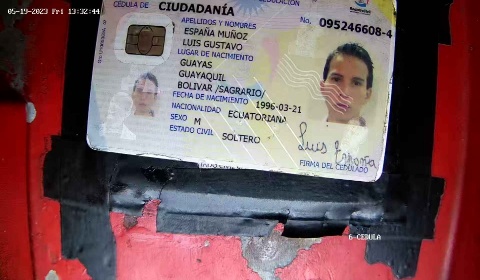 05-19-2023 Fri 13:32:44
CÉDULA DE CIUDADANÍA
APELLIDOS Y NOMBRES
ESPAÑA MUÑOZ
LUIS GUSTAVO
LUGAR DE NACIMIENTO
GUAYAS
GUAYAQUIL
BOLIVAR /SAGRARIO/
FECHA DE NACIMIENTO 1996-03-21
NACIONALIDAD ECUATORIANA
SEXO M
ESTADO CIVIL SOLTERO
No. 095246608-4
Luis España
FIRMA DEL CEDULADO
6-CEDULA